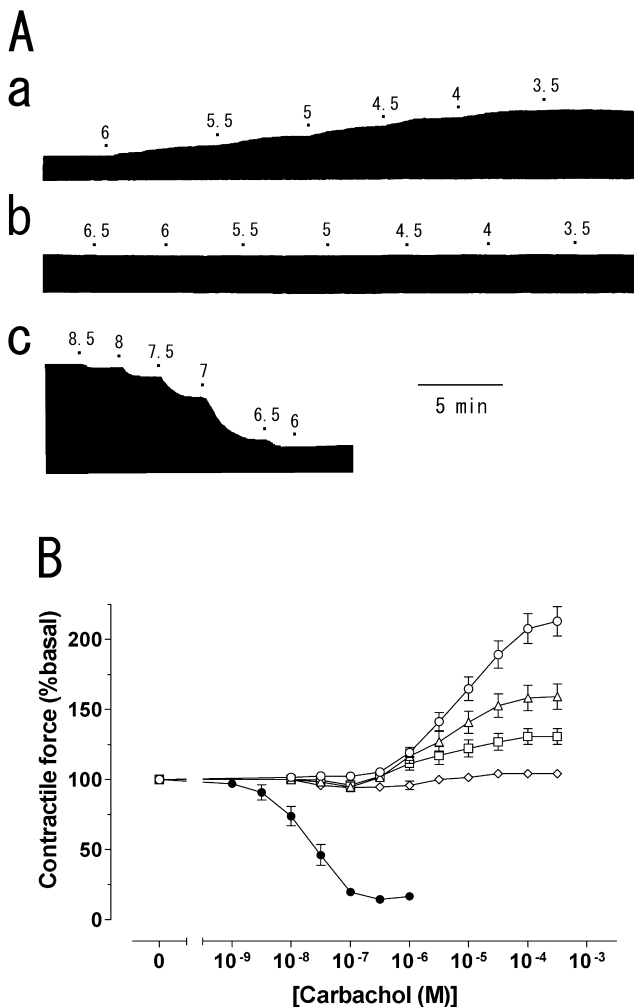 A
a
6 5.5 5 4.5 4 3.5
b
6.5 6 5.5 5 4.5 4 3.5
c
8.5 8 7.5 7 6.5 6
5 min
B
Contractile force (%basal)
200
150
100
50
0
0 10-9 10-8 10-7 10-6 10-5 10-4 10-3
[Carbachol (M)]